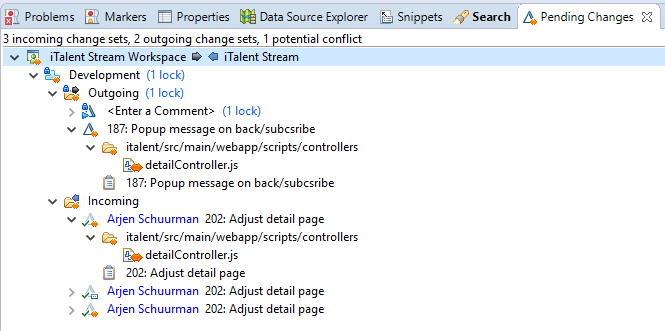 Problems Markers Properties Data Source Explorer Snippets Search Pending Changes
3 incoming change sets, 2 outgoing change sets, 1 potential conflict
iTalent Stream Workspace iTalent Stream
Development (1 lock)
Outgoing (1 lock)
<Enter a Comment> (1 lock)
187: Popup message on back/subcsribe
italent/src/main/webapp/scripts/controllers
detailController.js
187: Popup message on back/subcsribe
Incoming
Arjen Schuurman 202: Adjust detail page
italent/src/main/webapp/scripts/controllers
detailController.js
202: Adjust detail page
Arjen Schuurman 202: Adjust detail page
Arjen Schuurman 202: Adjust detail page